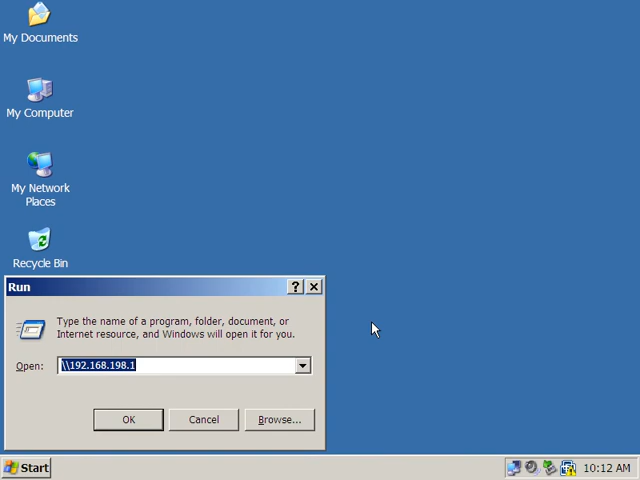 My Documents
My Computer
My Network
Places
Recycle Bin
Run
Type the name of a program, folder, document, or
Internet resource, and Windows will open it for you.
Open: \\192.168.198.1
OK Cancel Browse...
Start 10:12 AM